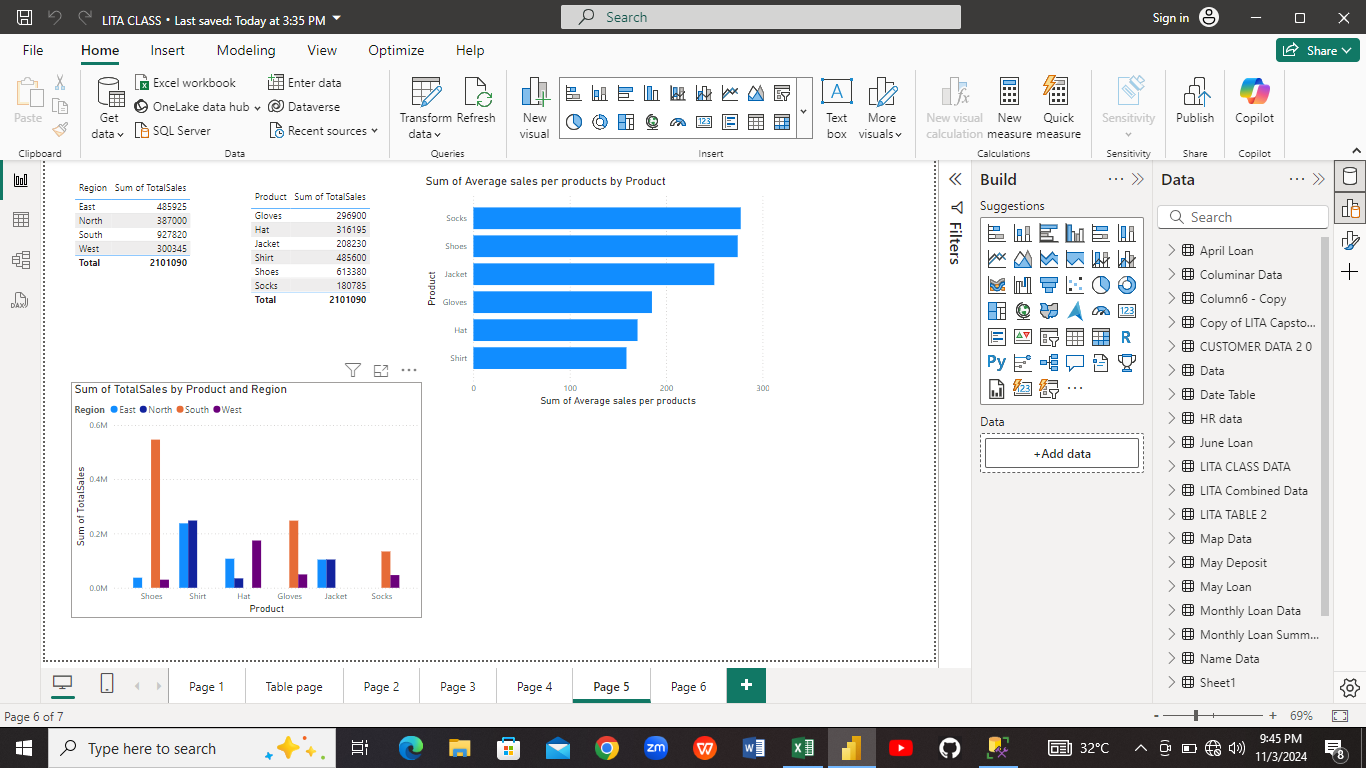 LITA CLASS • Last saved: Today at 3:35 PM
Search
Sign in
File Home Insert Modeling View Optimize Help
Share
Paste
Clipboard
Get data
Excel workbook
OneLake data hub
SQL Server
Enter data
Dataverse
Recent sources
Data
Transform data
Refresh
Queries
New visual
Text box
More visuals
Insert
New visual calculation
New measure
Quick measure
Calculations
Sensitivity
Sensitivity
Publish
Share
Copilot
Copilot
Region Sum of TotalSales
East 485925
North 387000
South 927820
West 300345
Total 2101090
Product Sum of TotalSales
Gloves 296900
Hat 316195
Jacket 208230
Shirt 485600
Shoes 613380
Socks 180785
Total 2101090
Sum of Average sales per products by Product
Product
Socks
Shoes
Jacket
Gloves
Hat
Shirt
0 100 200 300
Sum of Average sales per products
Sum of TotalSales by Product and Region
Region East North South West
Sum of TotalSales
0.6M
0.4M
0.2M
0.0M
Shoes Shirt Hat Gloves Jacket Socks
Product
Filters
Build
Suggestions
Data
+Add data
Data
Search
April Loan
Columinar Data
Column6 - Copy
Copy of LITA Capsto...
CUSTOMER DATA 2 0
Data
Date Table
HR data
June Loan
LITA CLASS DATA
LITA Combined Data
LITA TABLE 2
Map Data
May Deposit
May Loan
Monthly Loan Data
Monthly Loan Summ...
Name Data
Sheet1
Page 1 Table page Page 2 Page 3 Page 4 Page 5 Page 6
Page 6 of 7
- + 69%
Type here to search
32°C
9:45 PM
11/3/2024
8